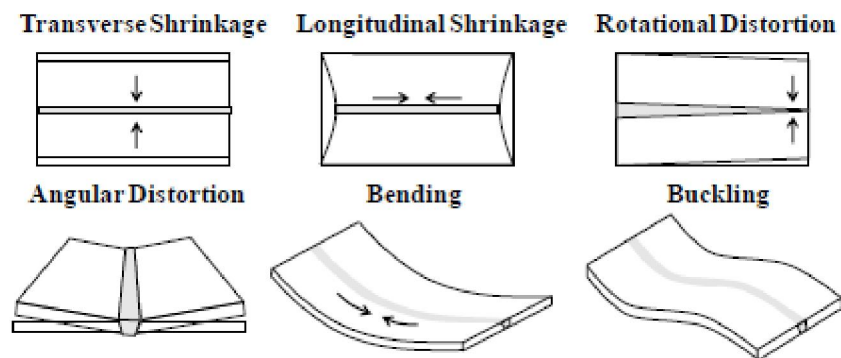 Transverse Shrinkage Longitudinal Shrinkage Rotational Distortion
Angular Distortion Bending Buckling